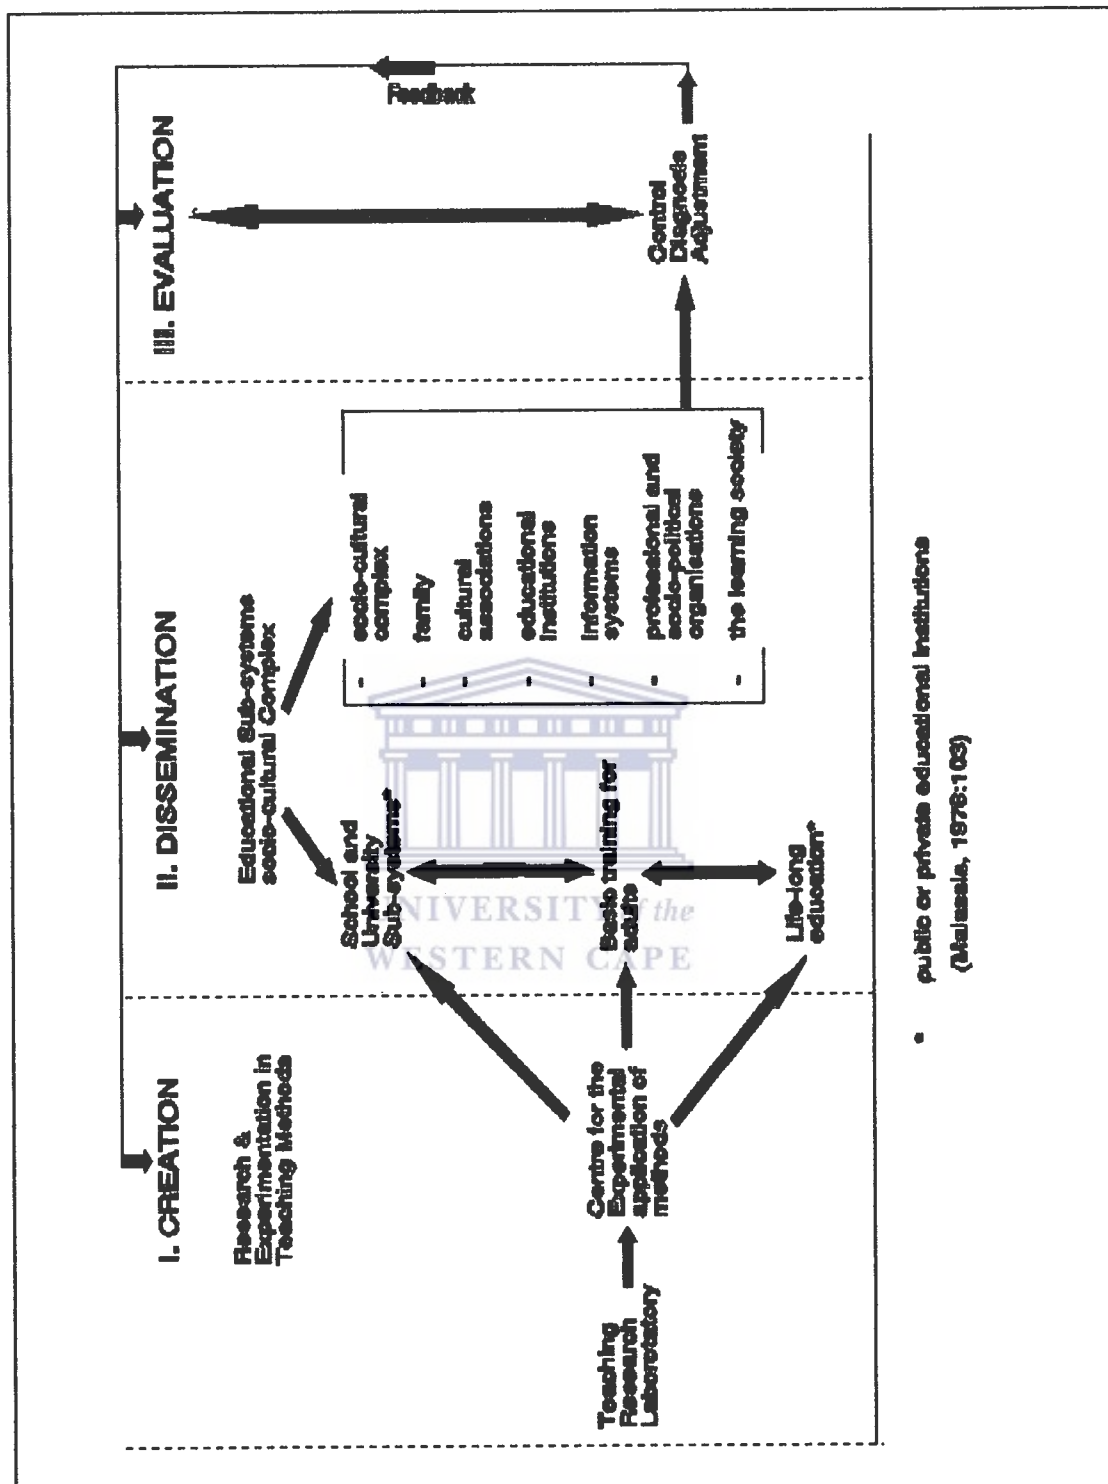 I. CREATION
Research &
Experimentation in
Teaching Methods
Teaching
Research
Laborotatory
Centre for the
Experimental
application of
methods
II. DISSEMINATION
Educational Sub-systems
socio-cultural Complex
School and
University
Sub-systems*
Basic training for
adults
Life-long
education*
- socio-cultural
complex
- family
- cultural
associations
- educational
institutions
- information
systems
- professional and
socio-political
organisations
- the learning society
III. EVALUATION
Control
Diagnosis
Adjustment
Feedback
* public or private educational institutions
(Malassis, 1976:103)
UNIVERSITY of the
WESTERN CAPE